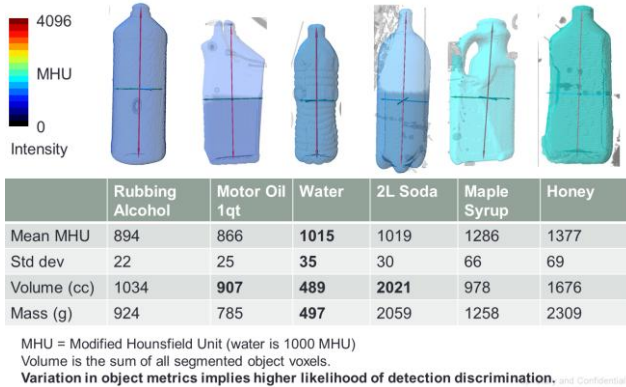 4096
MHU
0
Intensity
Rubbing Alcohol Motor Oil 1qt Water 2L Soda Maple Syrup Honey
Mean MHU 894 866 1015 1019 1286 1377
Std dev 22 25 35 30 66 69
Volume (cc) 1034 907 489 2021 978 1676
Mass (g) 924 785 497 2059 1258 2309
MHU = Modified Hounsfield Unit (water is 1000 MHU)
Volume is the sum of all segmented object voxels.
Variation in object metrics implies higher likelihood of detection discrimination.
and Confidential